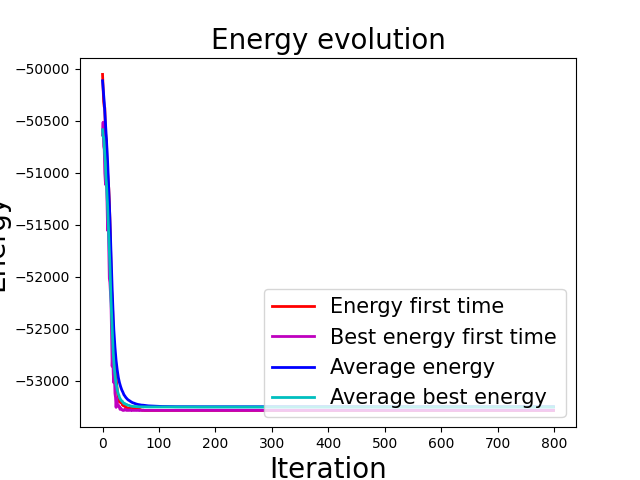 Energy evolution
Energy
−50000
−50500
−51000
−51500
−52000
−52500
−53000
Energy first time
Best energy first time
Average energy
Average best energy
0 100 200 300 400 500 600 700 800
Iteration